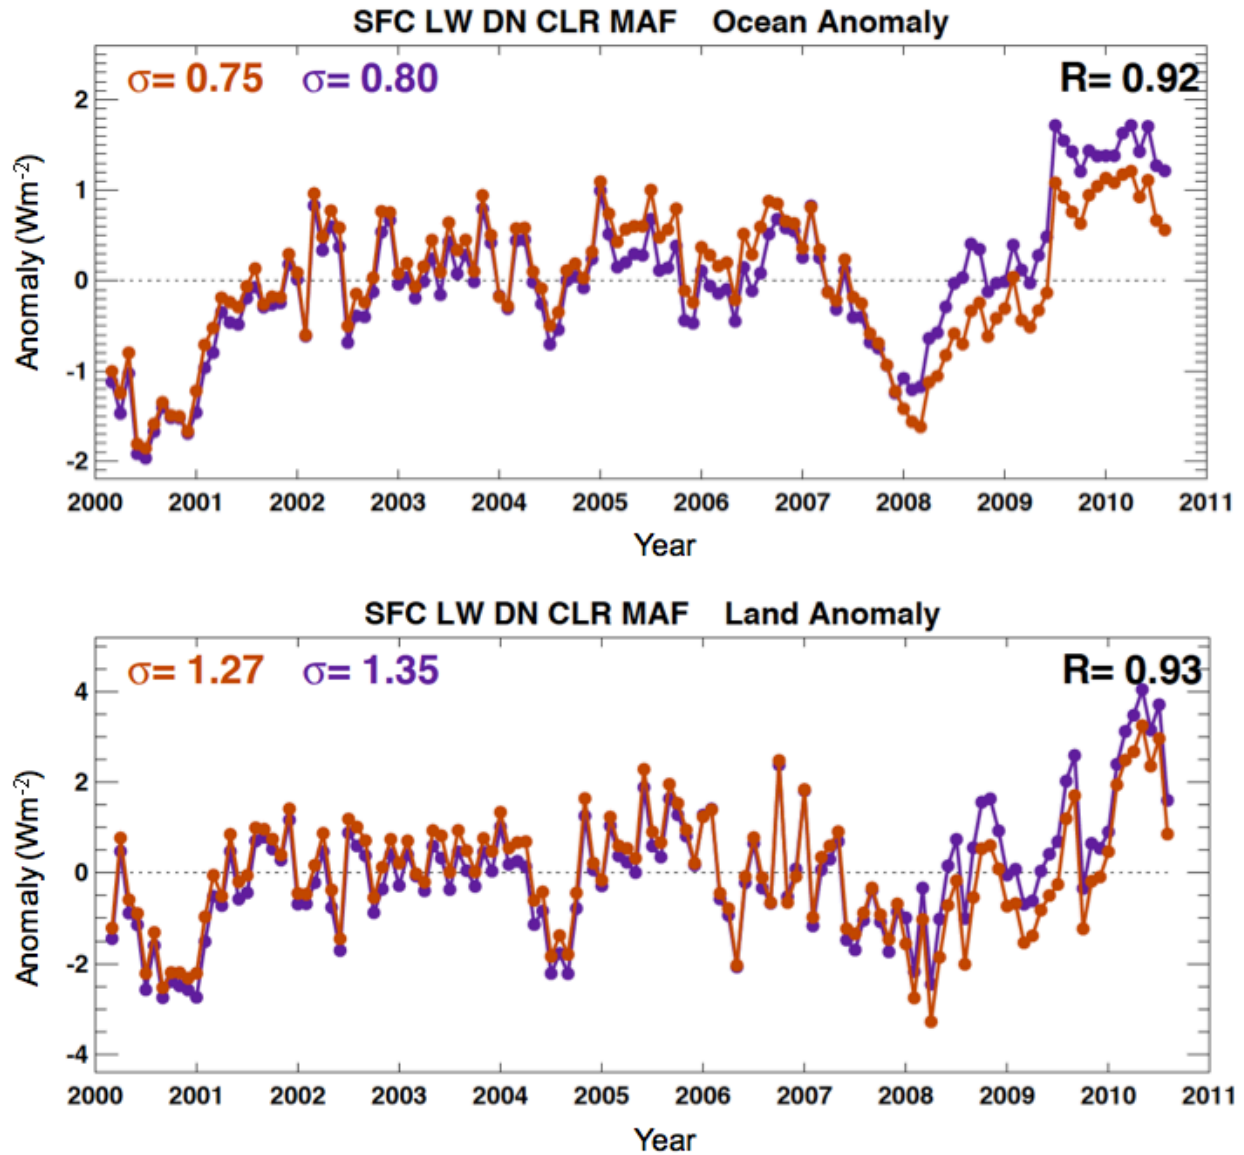 SFC LW DN CLR MAF Ocean Anomaly
σ= 0.75 σ= 0.80 R= 0.92
2
1
0
-1
-2
Anomaly (Wm-2)
2000 2001 2002 2003 2004 2005 2006 2007 2008 2009 2010 2011
Year
SFC LW DN CLR MAF Land Anomaly
σ= 1.27 σ= 1.35 R= 0.93
4
2
0
-2
-4
Anomaly (Wm-2)
2000 2001 2002 2003 2004 2005 2006 2007 2008 2009 2010 2011
Year